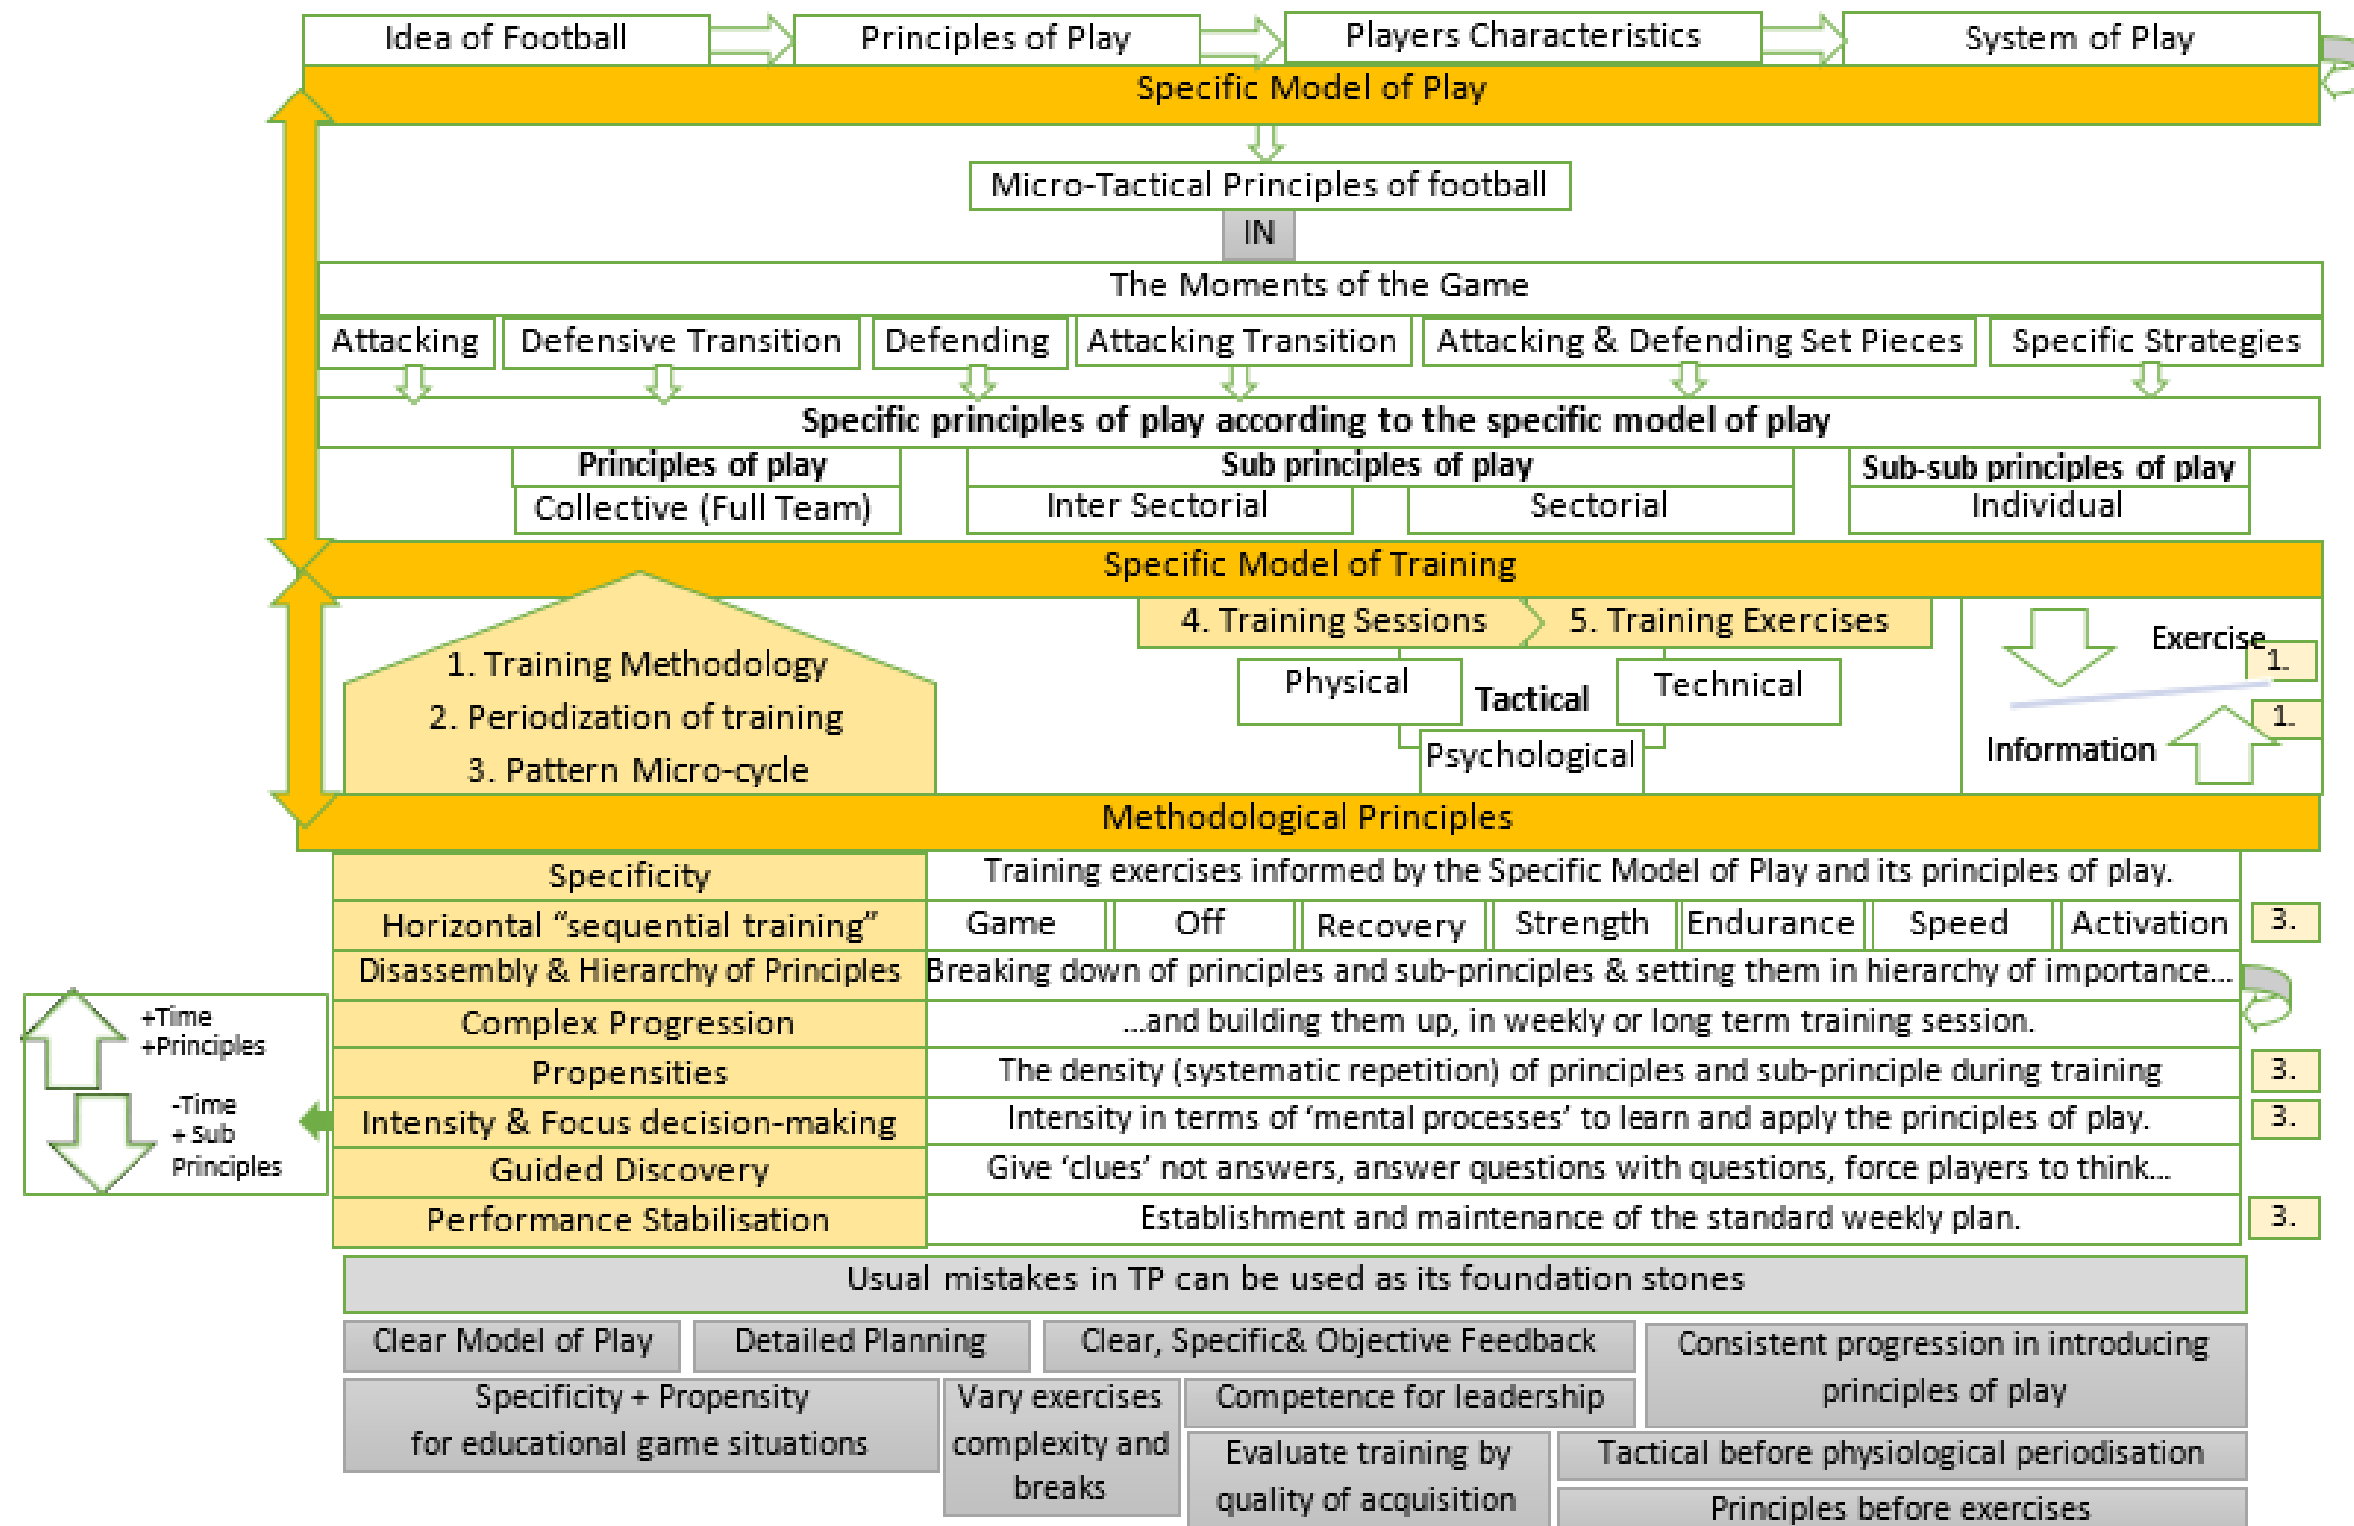 Idea of Football
Principles of Play
Players Characteristics
System of Play
Specific Model of Play
Micro-Tactical Principles of football
IN
The Moments of the Game
Attacking
Defensive Transition
Defending
Attacking Transition
Attacking & Defending Set Pieces
Specific Strategies
Specific principles of play according to the specific model of play
Principles of play
Sub principles of play
Sub-sub principles of play
Collective (Full Team)
Inter Sectorial
Sectorial
Individual
Specific Model of Training
1. Training Methodology
2. Periodization of training
3. Pattern Micro-cycle
4. Training Sessions
5. Training Exercises
Physical
Tactical
Technical
Psychological
Exercise
1.
1.
Information
Methodological Principles
Specificity
Training exercises informed by the Specific Model of Play and its principles of play.
Horizontal “sequential training”
Game
Off
Recovery
Strength
Endurance
Speed
Activation
3.
Disassembly & Hierarchy of Principles
Breaking down of principles and sub-principles & setting them in hierarchy of importance...
Complex Progression
...and building them up, in weekly or long term training session.
Propensities
The density (systematic repetition) of principles and sub-principle during training
3.
Intensity & Focus decision-making
Intensity in terms of ‘mental processes’ to learn and apply the principles of play.
3.
Guided Discovery
Give ‘clues’ not answers, answer questions with questions, force players to think...
Performance Stabilisation
Establishment and maintenance of the standard weekly plan.
3.
+Time
+Principles
-Time
+ Sub
Principles
Usual mistakes in TP can be used as its foundation stones
Clear Model of Play
Detailed Planning
Clear, Specific& Objective Feedback
Consistent progression in introducing
principles of play
Specificity + Propensity
for educational game situations
Vary exercises
complexity and
breaks
Competence for leadership
Evaluate training by
quality of acquisition
Tactical before physiological periodisation
Principles before exercises